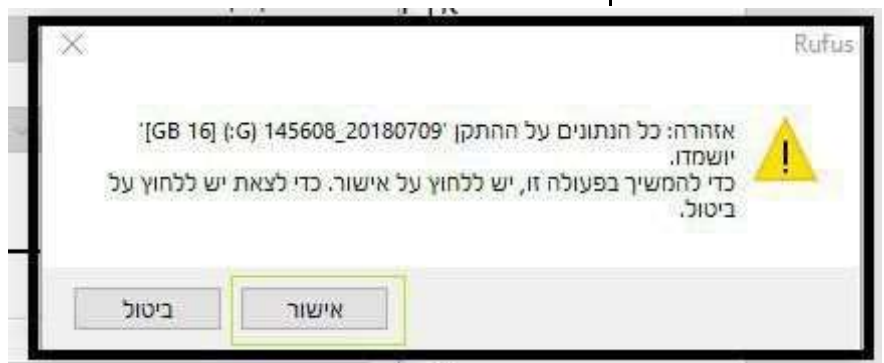 Rufus
אזהרה: כל הנתונים על ההתקן '145608_20180709 (G:) [16 GB]'
יושמדו.
כדי להמשיך בפעולה זו, יש ללחוץ על אישור. כדי לצאת יש ללחוץ על
ביטול.
אישור
ביטול